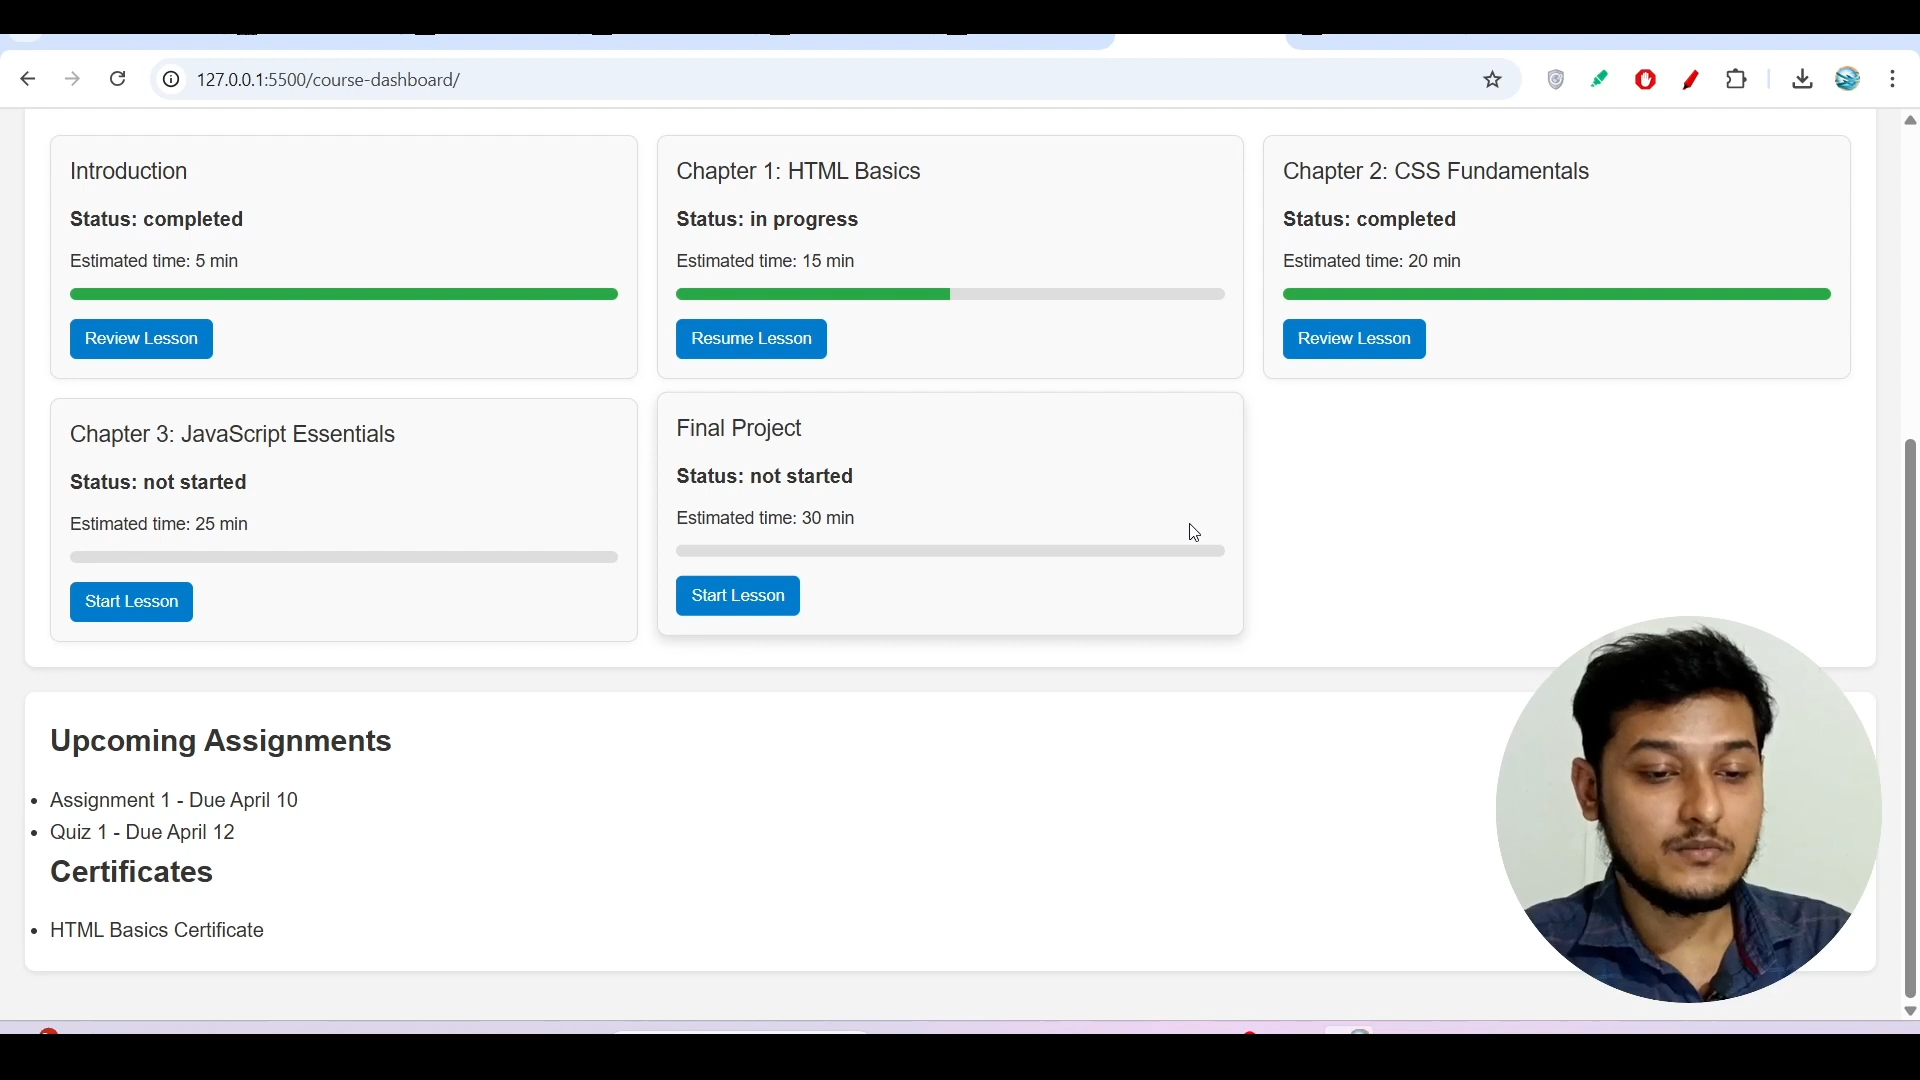 127.0.0.1:5500/course-dashboard/
Introduction
Status: completed
Estimated time: 5 min
Review Lesson
Chapter 1: HTML Basics
Status: in progress
Estimated time: 15 min
Resume Lesson
Chapter 2: CSS Fundamentals
Status: completed
Estimated time: 20 min
Review Lesson
Chapter 3: JavaScript Essentials
Status: not started
Estimated time: 25 min
Start Lesson
Final Project
Status: not started
Estimated time: 30 min
Start Lesson
Upcoming Assignments
Assignment 1 - Due April 10
Quiz 1 - Due April 12
Certificates
HTML Basics Certificate